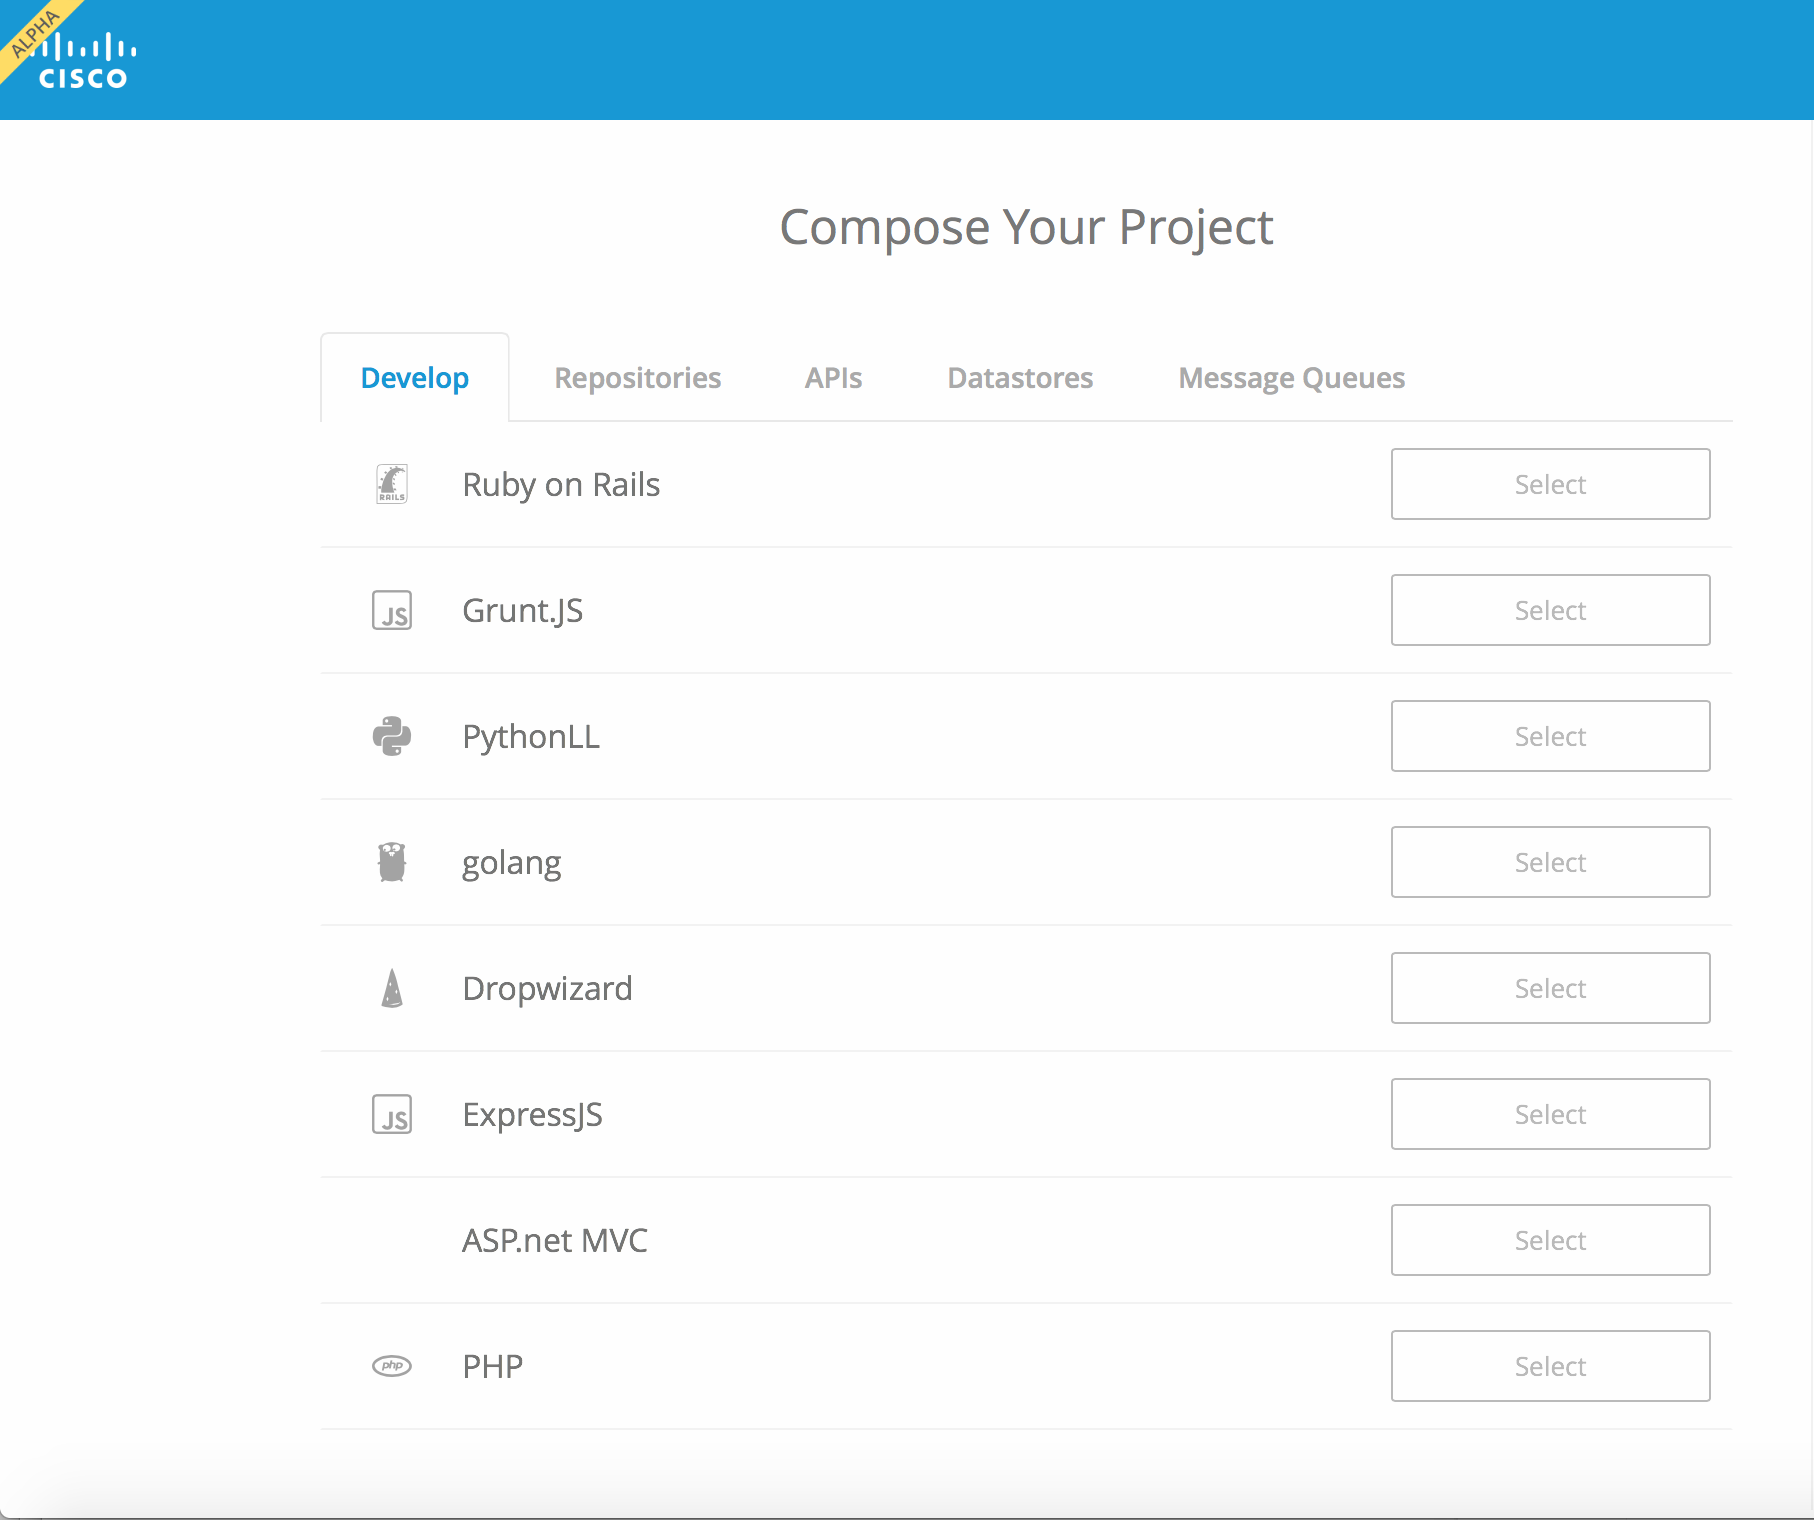 ALPHA
CISCO
Compose Your Project
Develop Repositories APIs Datastores Message Queues
RAILS Ruby on Rails Select
JS Grunt.JS Select
PythonLL Select
golang Select
Dropwizard Select
JS ExpressJS Select
ASP.net MVC Select
php PHP Select